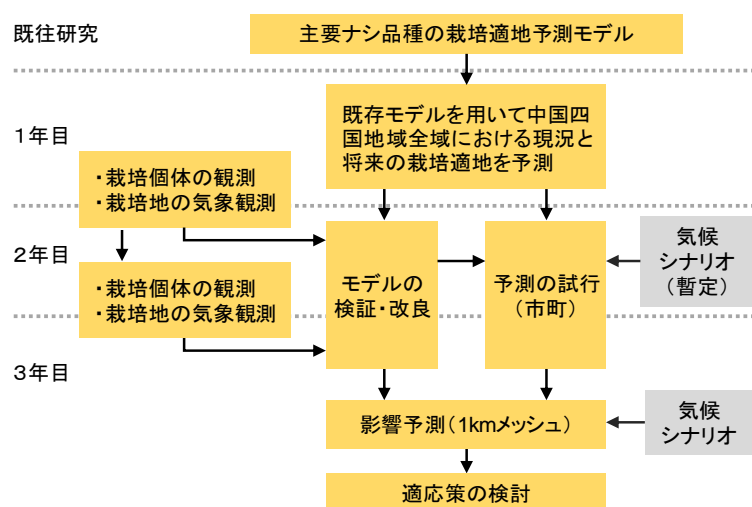 既往研究
主要ナシ品種の栽培適地予測モデル
1年目
既存モデルを用いて中国四
国地域全域における現況と
将来の栽培適地を予測
・栽培個体の観測
・栽培地の気象観測
2年目
・栽培個体の観測
・栽培地の気象観測
モデルの
検証・改良
予測の試行
(市町)
気候
シナリオ
(暫定)
3年目
影響予測(1kmメッシュ)
気候
シナリオ
適応策の検討